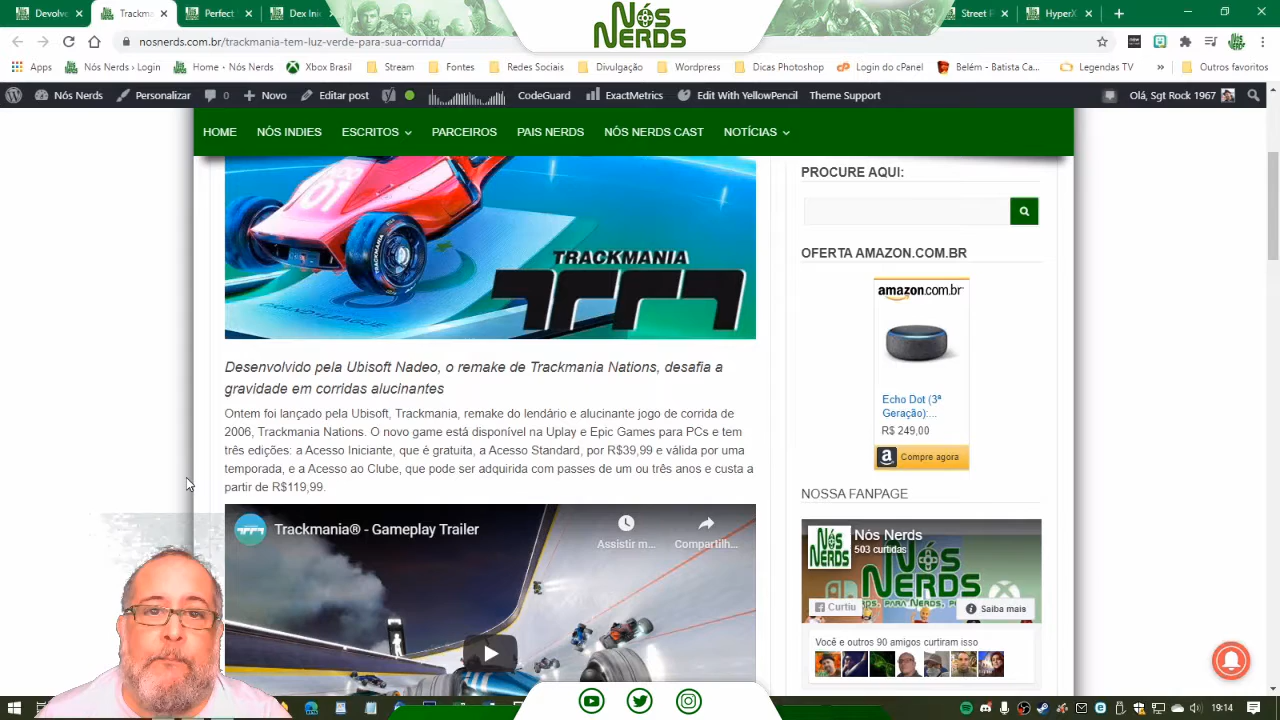 Devolve
Trackma
Perfect
Dex Inic
Street P
HyperX
NÓS
NERDS
nosnerds.com.br/trackmania-tem-luz-verde-para-sua-corrida/
Apps
Nós Nerds › Login
Home - Nós Nerds
Xbox Brasil
Stream
Fontes
Redes Sociais
Divulgação
Wordpress
Dicas Photoshop
Login do cPanel
Belém - Batista Ca...
Legendas TV
»
Outros favoritos
Nós Nerds
Personalizar
0
Novo
Editar post
CodeGuard
ExactMetrics
Edit With YellowPencil
Theme Support
Olá, Sgt Rock 1967
HOME
NÓS INDIES
ESCRITOS
PARCEIROS
PAIS NERDS
NÓS NERDS CAST
NOTÍCIAS
01
TRACKMANIA
GRAND LEAGUE
TRACKMANIA
TM
Desenvolvido pela Ubisoft Nadeo, o remake de Trackmania Nations, desafia a
gravidade em corridas alucinantes
Ontem foi lançado pela Ubisoft, Trackmania, remake do lendário e alucinante jogo de corrida de
2006, Trackmania Nations. O novo game está disponível na Uplay e Epic Games para PCs e tem
três edições: a Acesso Iniciante, que é gratuita, a Acesso Standard, por R$39,99 e válida por uma
temporada, e a Acesso ao Clube, que pode ser adquirida com passes de um ou três anos e custa a
partir de R$119,99.
Trackmania® - Gameplay Trailer
Assistir m...
Compartilh...
PROCURE AQUI:
OFERTA AMAZON.COM.BR
amazon.com.br
Echo Dot (3ª
Geração):...
R$ 249,00
Compre agora
NOSSA FANPAGE
NÓS
NERDS
Nós Nerds
503 curtidas
NÓS
NERDS
Curtiu
Saiba mais
Você e outros 90 amigos curtiram isso
19:14